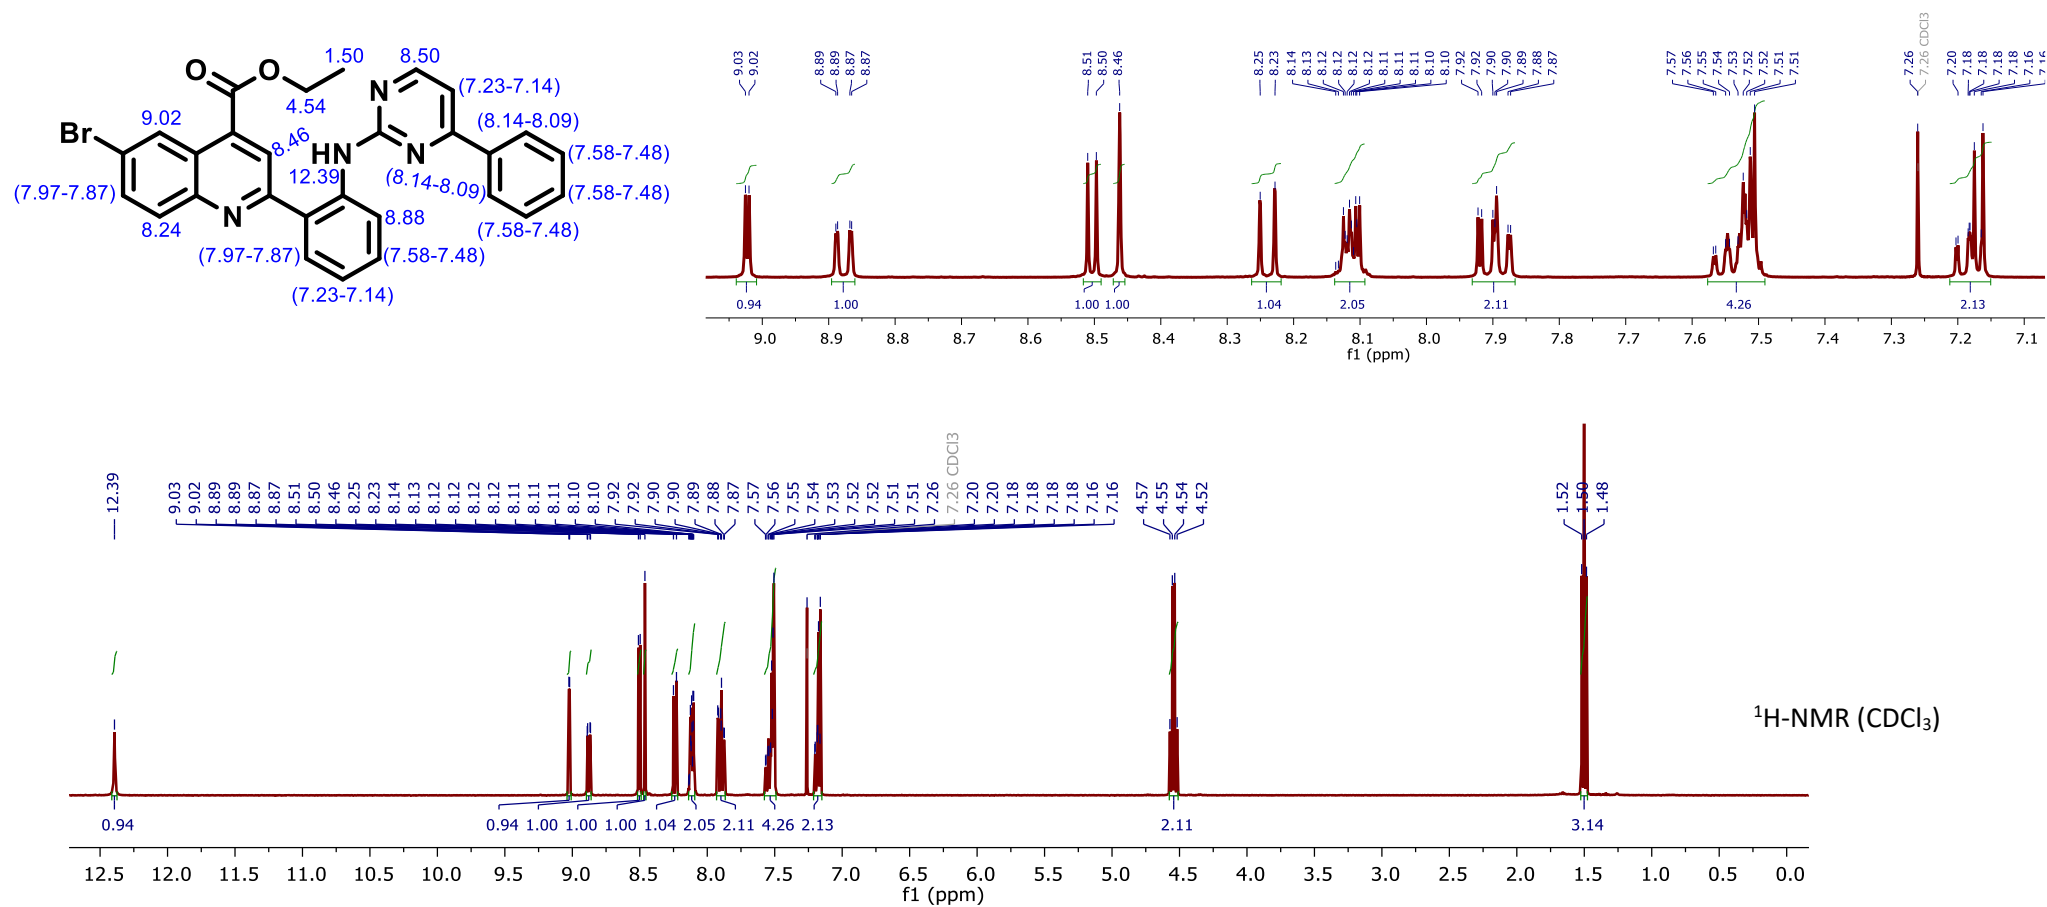 1.50
8.50
O
O
N
(7.23-7.14)
4.54
9.02
(8.14-8.09)
Br
8.46
HN
N
(7.58-7.48)
12.39
(8.14-8.09)
(7.97-7.87)
(7.58-7.48)
N
8.88
8.24
(7.58-7.48)
(7.97-7.87)
(7.58-7.48)
(7.23-7.14)
9.03 9.02 8.89 8.89 8.87 8.87 8.51 8.50 8.46 8.25 8.23 8.14 8.13 8.12 8.12 8.12 8.12 8.11 8.11 8.11 8.10 8.10 7.92 7.92 7.90 7.90 7.89 7.88 7.87 7.57 7.56 7.55 7.54 7.53 7.52 7.52 7.51 7.51 7.26 7.26 CDCl3 7.20 7.18 7.18 7.18 7.18 7.16
0.94 1.00 1.00 1.00 1.04 2.05 2.11 4.26 2.13
9.0 8.9 8.8 8.7 8.6 8.5 8.4 8.3 8.2 8.1 8.0 7.9 7.8 7.7 7.6 7.5 7.4 7.3 7.2 7.1
f1 (ppm)
12.39 9.03 9.02 8.89 8.89 8.87 8.87 8.51 8.50 8.46 8.25 8.23 8.14 8.13 8.12 8.12 8.12 8.12 8.11 8.11 8.11 8.10 8.10 7.92 7.92 7.90 7.90 7.89 7.88 7.87 7.57 7.56 7.55 7.54 7.53 7.52 7.52 7.51 7.51 7.26 7.26 CDCl3 7.20 7.20 7.18 7.18 7.18 7.18 7.16 7.16 4.57 4.55 4.54 4.52 1.52 1.50 1.48
¹H-NMR (CDCl₃)
0.94 0.94 1.00 1.00 1.00 1.04 2.05 2.11 4.26 2.13 2.11 3.14
12.5 12.0 11.5 11.0 10.5 10.0 9.5 9.0 8.5 8.0 7.5 7.0 6.5 6.0 5.5 5.0 4.5 4.0 3.5 3.0 2.5 2.0 1.5 1.0 0.5 0.0
f1 (ppm)